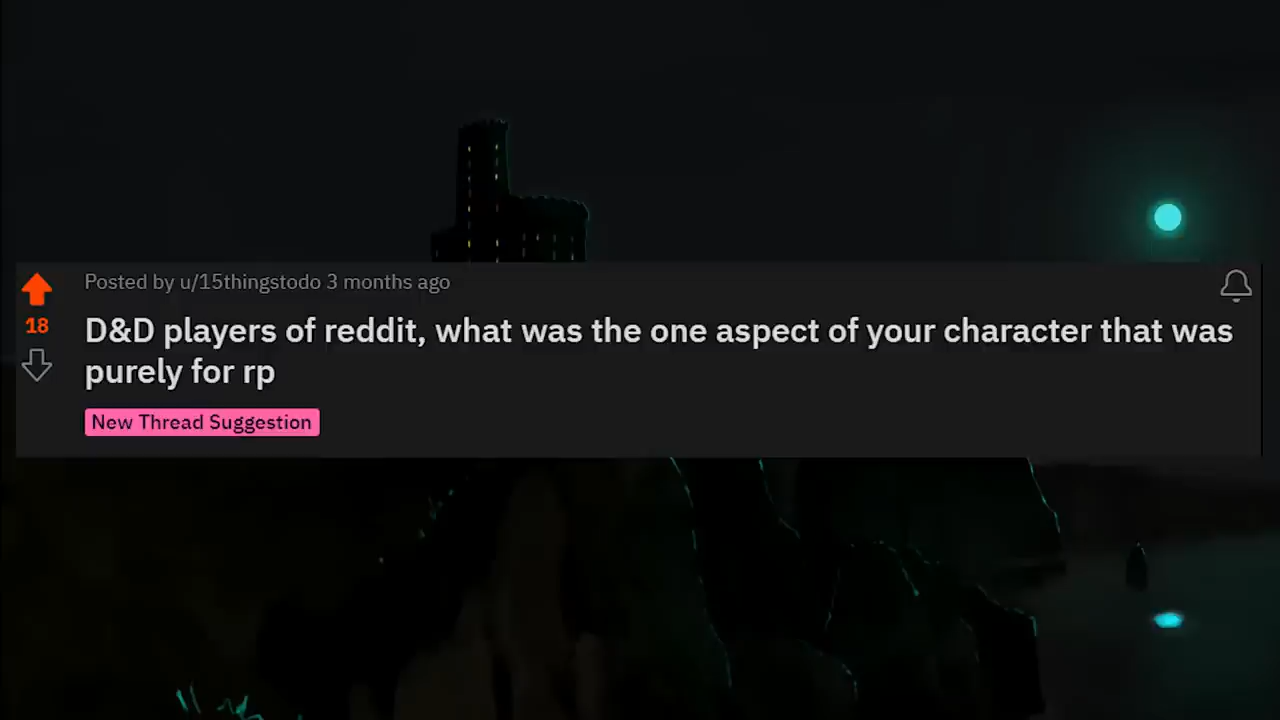 Posted by u/15thingstodo 3 months ago
18
D&D players of reddit, what was the one aspect of your character that was
purely for rp
New Thread Suggestion